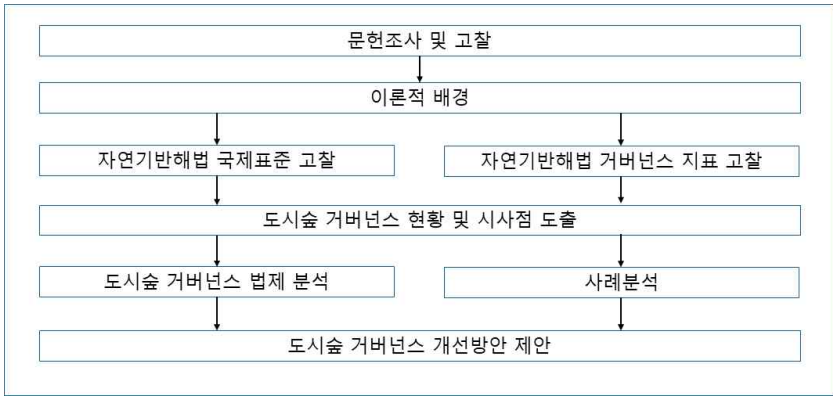 문헌조사 및 고찰
이론적 배경
자연기반해법 국제표준 고찰
자연기반해법 거버넌스 지표 고찰
도시숲 거버넌스 현황 및 시사점 도출
도시숲 거버넌스 법제 분석
사례분석
도시숲 거버넌스 개선방안 제안